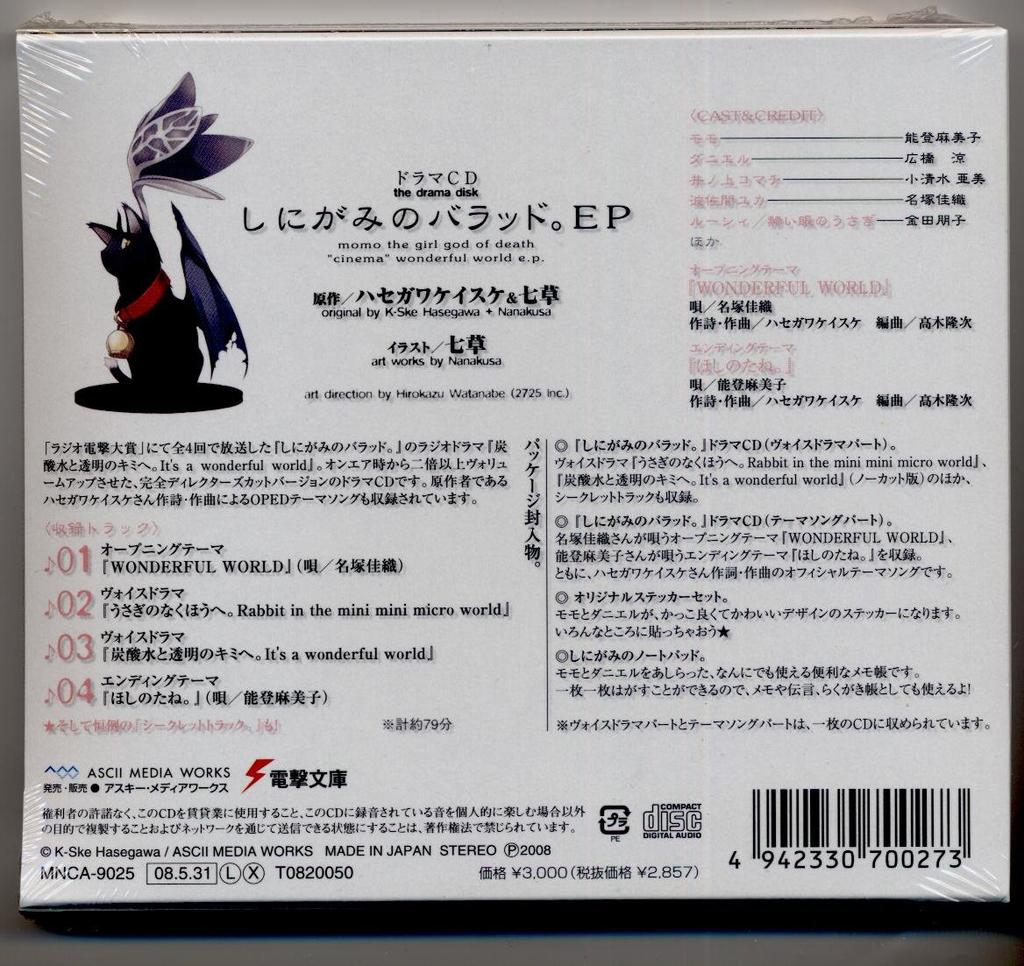 ドラマCD
the drama disk
しにがみのバラッド。EP
momo the girl god of death
"cinema" wonderful world e.p.
原作／ハセガワケイスケ&七草
original by K-Ske Hasegawa + Nanakusa
イラスト／七草
art works by Nanakusa
art direction by Hirokazu Watanabe (2725 Inc.)
〈CAST&CREDIT〉
モモ 能登麻美子
ダニエル 広橋 涼
井ノ上コマチ 小清水 亜美
ユカ 名塚佳織
ルーシィ／ 眼のうさぎ 金田朋子
ほか
オープニングテーマ
『WONDERFUL WORLD』
唄／名塚佳織
作詩・作曲／ハセガワケイスケ 編曲／高木隆次
エンディングテーマ
『ほしのたね。』
唄／能登麻美子
作詩・作曲／ハセガワケイスケ 編曲／高木隆次
「ラジオ電撃大賞」にて全4回で放送した『しにがみのバラッド。』のラジオドラマ『炭
酸水と透明のキミへ。It's a wonderful world』。オンエア時から二倍以上ヴォリュ
ームアップさせた、完全ディレクターズカットバージョンのドラマCDです。原作者である
ハセガワケイスケさん作詩・作曲によるOPEDテーマソングも収録されています。
〈収録トラック〉
♪01 オープニングテーマ
『WONDERFUL WORLD』(唄／名塚佳織)
♪02 ヴォイスドラマ
『うさぎのなくほうへ。Rabbit in the mini mini micro world』
♪03 ヴォイスドラマ
『炭酸水と透明のキミへ。It's a wonderful world』
♪04 エンディングテーマ
『ほしのたね。』(唄／能登麻美子)
★そして恒例の『シークレットトラック。』も!
※計約79分
パッケージ封入物。
◎『しにがみのバラッド。』ドラマCD(ヴォイスドラマパート)。
ヴォイスドラマ『うさぎのなくほうへ。Rabbit in the mini mini micro world』、
『炭酸水と透明のキミへ。It's a wonderful world』(ノーカット版)のほか、
シークレットトラックも収録。
◎『しにがみのバラッド。』ドラマCD(テーマソングパート)。
名塚佳織さんが唄うオープニングテーマ『WONDERFUL WORLD』、
能登麻美子さんが唄うエンディングテーマ『ほしのたね。』を収録。
ともに、ハセガワケイスケさん作詞・作曲のオフィシャルテーマソングです。
◎ オリジナルステッカーセット。
モモとダニエルが、かっこ良くてかわいいデザインのステッカーになります。
いろんなところに貼っちゃおう★
◎しにがみのノートパッド。
モモとダニエルをあしらった、なんにでも使える便利なメモ帳です。
一枚一枚はがすことができるので、メモや伝言、らくがき帳としても使えるよ!
※ヴォイスドラマパートとテーマソングパートは、一枚のCDに収められています。
ASCII MEDIA WORKS
発売・販売●アスキー・メディアワークス
電撃文庫
権利者の許諾なく、このCDを賃貸業に使用すること、このCDに録音されている音を個人的に楽しむ場合以外
の目的で複製することおよびネットワークを通じて送信できる状態にすることは、著作権法で禁じられています。
プラ
PE
COMPACT
disc
DIGITAL AUDIO
© K-Ske Hasegawa / ASCII MEDIA WORKS MADE IN JAPAN STEREO Ⓟ2008
MNCA-9025 08.5.31 Ⓛ Ⓧ T0820050
価格 ¥3,000(税抜価格 ¥2,857)
4 942330 700273